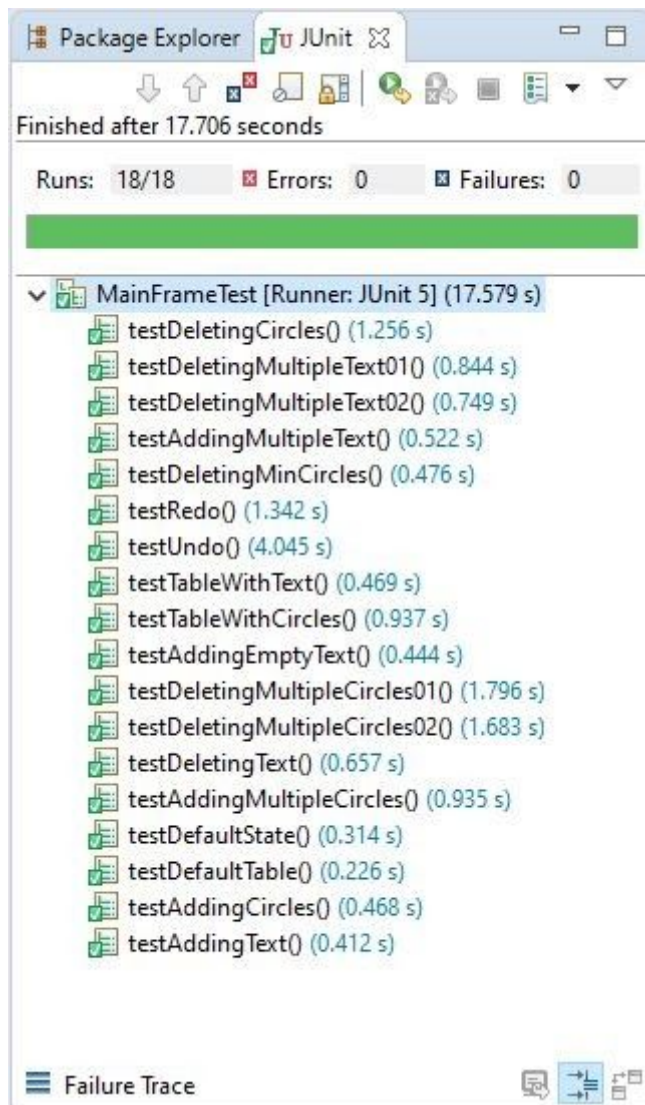 Package Explorer JUnit
Finished after 17.706 seconds
Runs: 18/18 Errors: 0 Failures: 0
MainFrameTest [Runner: JUnit 5] (17.579 s)
testDeletingCircles() (1.256 s)
testDeletingMultipleText01() (0.844 s)
testDeletingMultipleText02() (0.749 s)
testAddingMultipleText() (0.522 s)
testDeletingMinCircles() (0.476 s)
testRedo() (1.342 s)
testUndo() (4.045 s)
testTableWithText() (0.469 s)
testTableWithCircles() (0.937 s)
testAddingEmptyText() (0.444 s)
testDeletingMultipleCircles01() (1.796 s)
testDeletingMultipleCircles02() (1.683 s)
testDeletingText() (0.657 s)
testAddingMultipleCircles() (0.935 s)
testDefaultState() (0.314 s)
testDefaultTable() (0.226 s)
testAddingCircles() (0.468 s)
testAddingText() (0.412 s)
Failure Trace